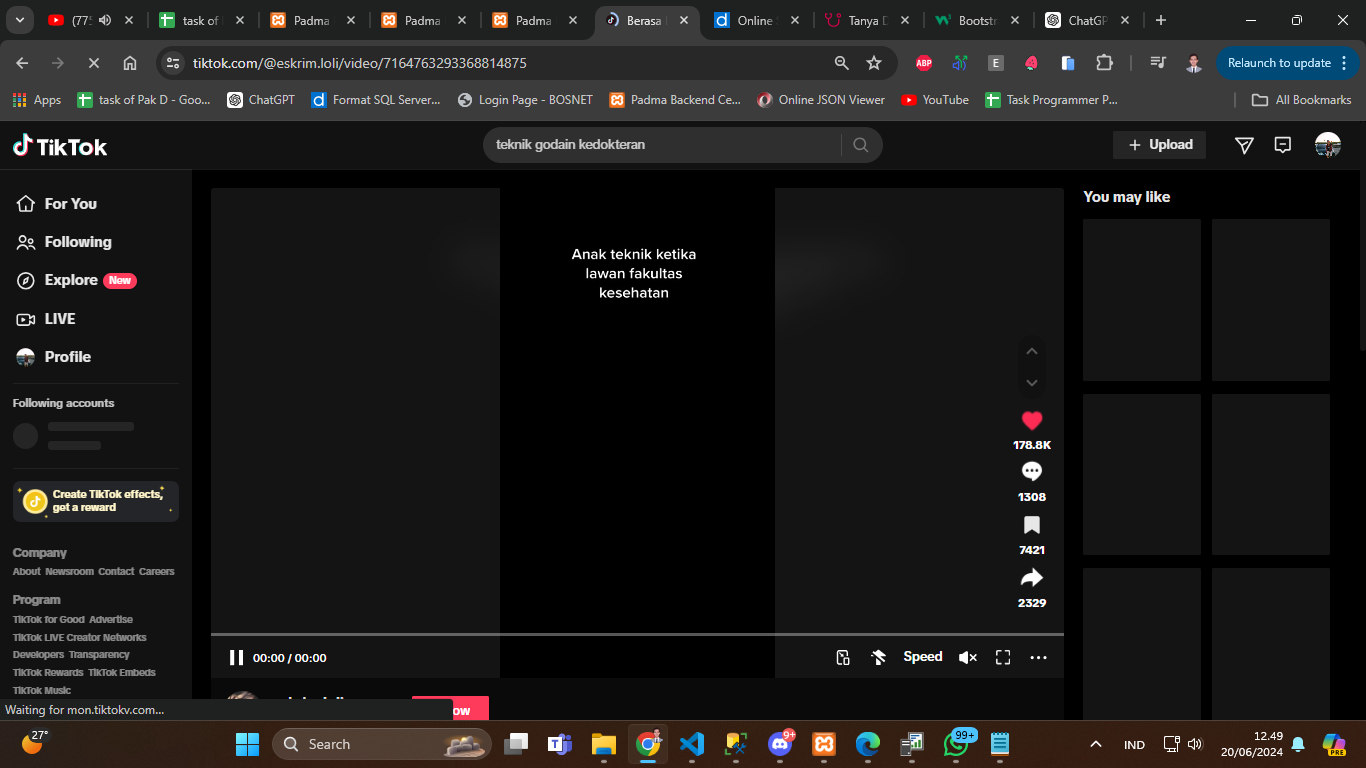 (775
task of
Padma
Padma
Padma
Berasa
Online
Tanya D
Bootstr
ChatGP
tiktok.com/@eskrim.loli/video/7164763293368814875
ABP
E
Relaunch to update
Apps
task of Pak D - Goo...
ChatGPT
Format SQL Server...
Login Page - BOSNET
Padma Backend Ce...
Online JSON Viewer
YouTube
Task Programmer P...
All Bookmarks
TikTok
teknik godain kedokteran
Upload
For You
Following
Explore New
LIVE
Profile
Following accounts
Create TikTok effects,
get a reward
Company
About Newsroom Contact Careers
Program
TikTok for Good Advertise
TikTok LIVE Creator Networks
Developers Transparency
TikTok Rewards TikTok Embeds
TikTok Music
Anak teknik ketika
lawan fakultas
kesehatan
178.8K
1308
7421
2329
00:00 / 00:00
Speed
You may like
Waiting for mon.tiktokv.com...
27°
Search
9+
99+
IND
12.49
20/06/2024
PRE